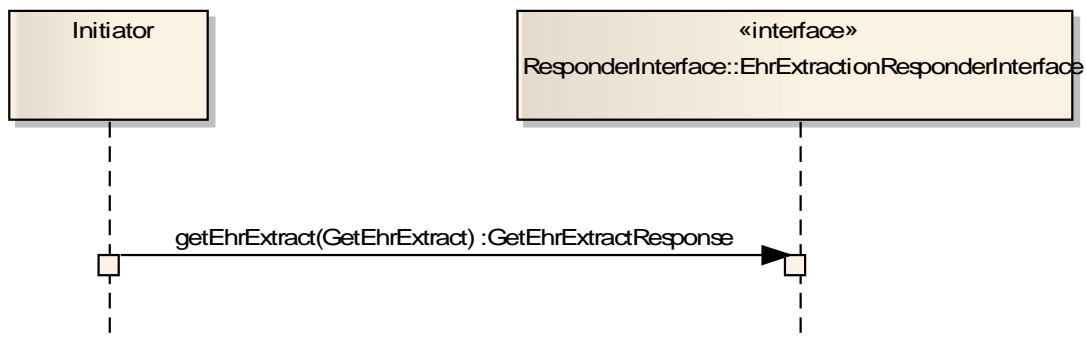 Initiator
«interface»
ResponderInterface::EhrExtractionResponderInterface
getEhrExtract(GetEhrExtract) :GetEhrExtractResponse